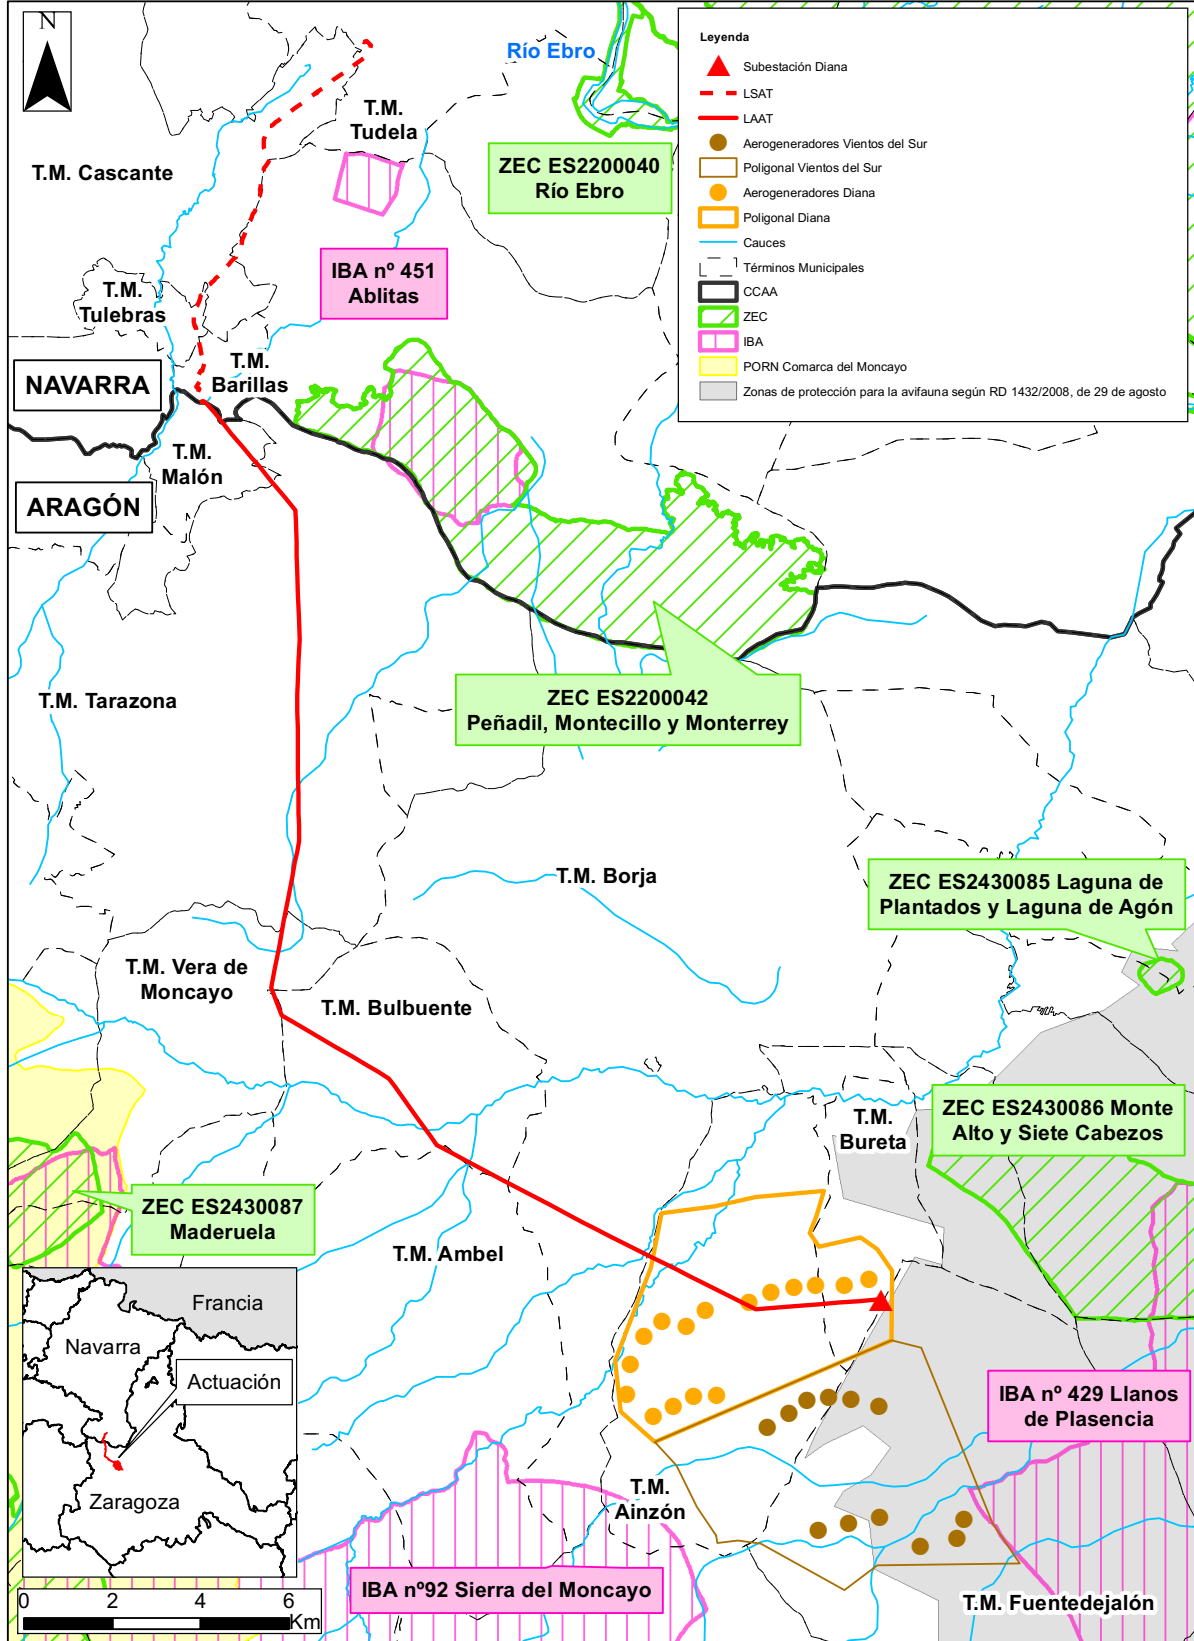 N
Río Ebro
T.M.
Tudela
T.M. Cascante
ZEC ES2200040
Río Ebro
IBA nº 451
Ablitas
T.M.
Tulebras
T.M.
Barillas
NAVARRA
T.M.
Malón
ARAGÓN
Leyenda
Subestación Diana
LSAT
LAAT
Aerogeneradores Vientos del Sur
Poligonal Vientos del Sur
Aerogeneradores Diana
Poligonal Diana
Cauces
Términos Municipales
CCAA
ZEC
IBA
PORN Comarca del Moncayo
Zonas de protección para la avifauna según RD 1432/2008, de 29 de agosto
T.M. Tarazona
ZEC ES2200042
Peñadil, Montecillo y Monterrey
T.M. Borja
ZEC ES2430085 Laguna de
Plantados y Laguna de Agón
T.M. Vera de
Moncayo
T.M. Bulbuente
T.M.
Bureta
ZEC ES2430086 Monte
Alto y Siete Cabezos
ZEC ES2430087
Maderuela
T.M. Ambel
Francia
Navarra
Actuación
Zaragoza
IBA nº 429 Llanos
de Plasencia
T.M.
Ainzón
IBA nº92 Sierra del Moncayo
T.M. Fuentedejalón
0 2 4 6
Km